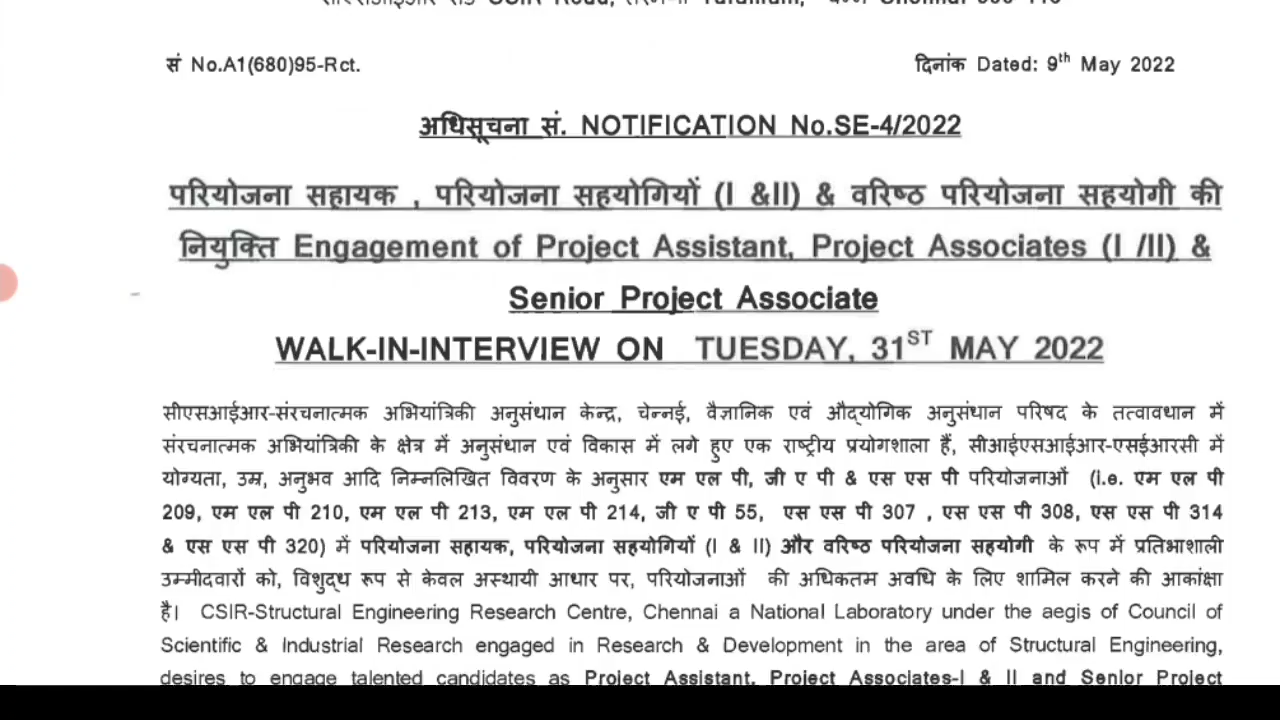 CSIR Road, Chennai
सं No.A1(680)95-Rct. दिनांक Dated: 9th May 2022
अधिसूचना सं. NOTIFICATION No.SE-4/2022
परियोजना सहायक , परियोजना सहयोगियों (I &II) & वरिष्ठ परियोजना सहयोगी की
नियुक्ति Engagement of Project Assistant, Project Associates (I /II) &
Senior Project Associate
WALK-IN-INTERVIEW ON TUESDAY, 31ST MAY 2022
सीएसआईआर-संरचनात्मक अभियांत्रिकी अनुसंधान केन्द्र, चेन्नई, वैज्ञानिक एवं औद्योगिक अनुसंधान परिषद के तत्वावधान में
संरचनात्मक अभियांत्रिकी के क्षेत्र में अनुसंधान एवं विकास में लगे हुए एक राष्ट्रीय प्रयोगशाला हैं, सीआईएसआईआर-एसईआरसी में
योग्यता, उम्र, अनुभव आदि निम्नलिखित विवरण के अनुसार एम एल पी, जी ए पी & एस एस पी परियोजनाओं (i.e. एम एल पी
209, एम एल पी 210, एम एल पी 213, एम एल पी 214, जी ए पी 55, एस एस पी 307 , एस एस पी 308, एस एस पी 314
& एस एस पी 320) में परियोजना सहायक, परियोजना सहयोगियों (I & II) और वरिष्ठ परियोजना सहयोगी के रूप में प्रतिभाशाली
उम्मीदवारों को, विशुद्ध रूप से केवल अस्थायी आधार पर, परियोजनाओं की अधिकतम अवधि के लिए शामिल करने की आकांक्षा
है। CSIR-Structural Engineering Research Centre, Chennai a National Laboratory under the aegis of Council of
Scientific & Industrial Research engaged in Research & Development in the area of Structural Engineering,
desires to engage talented candidates as Project Assistant, Project Associates-I & II and Senior Project